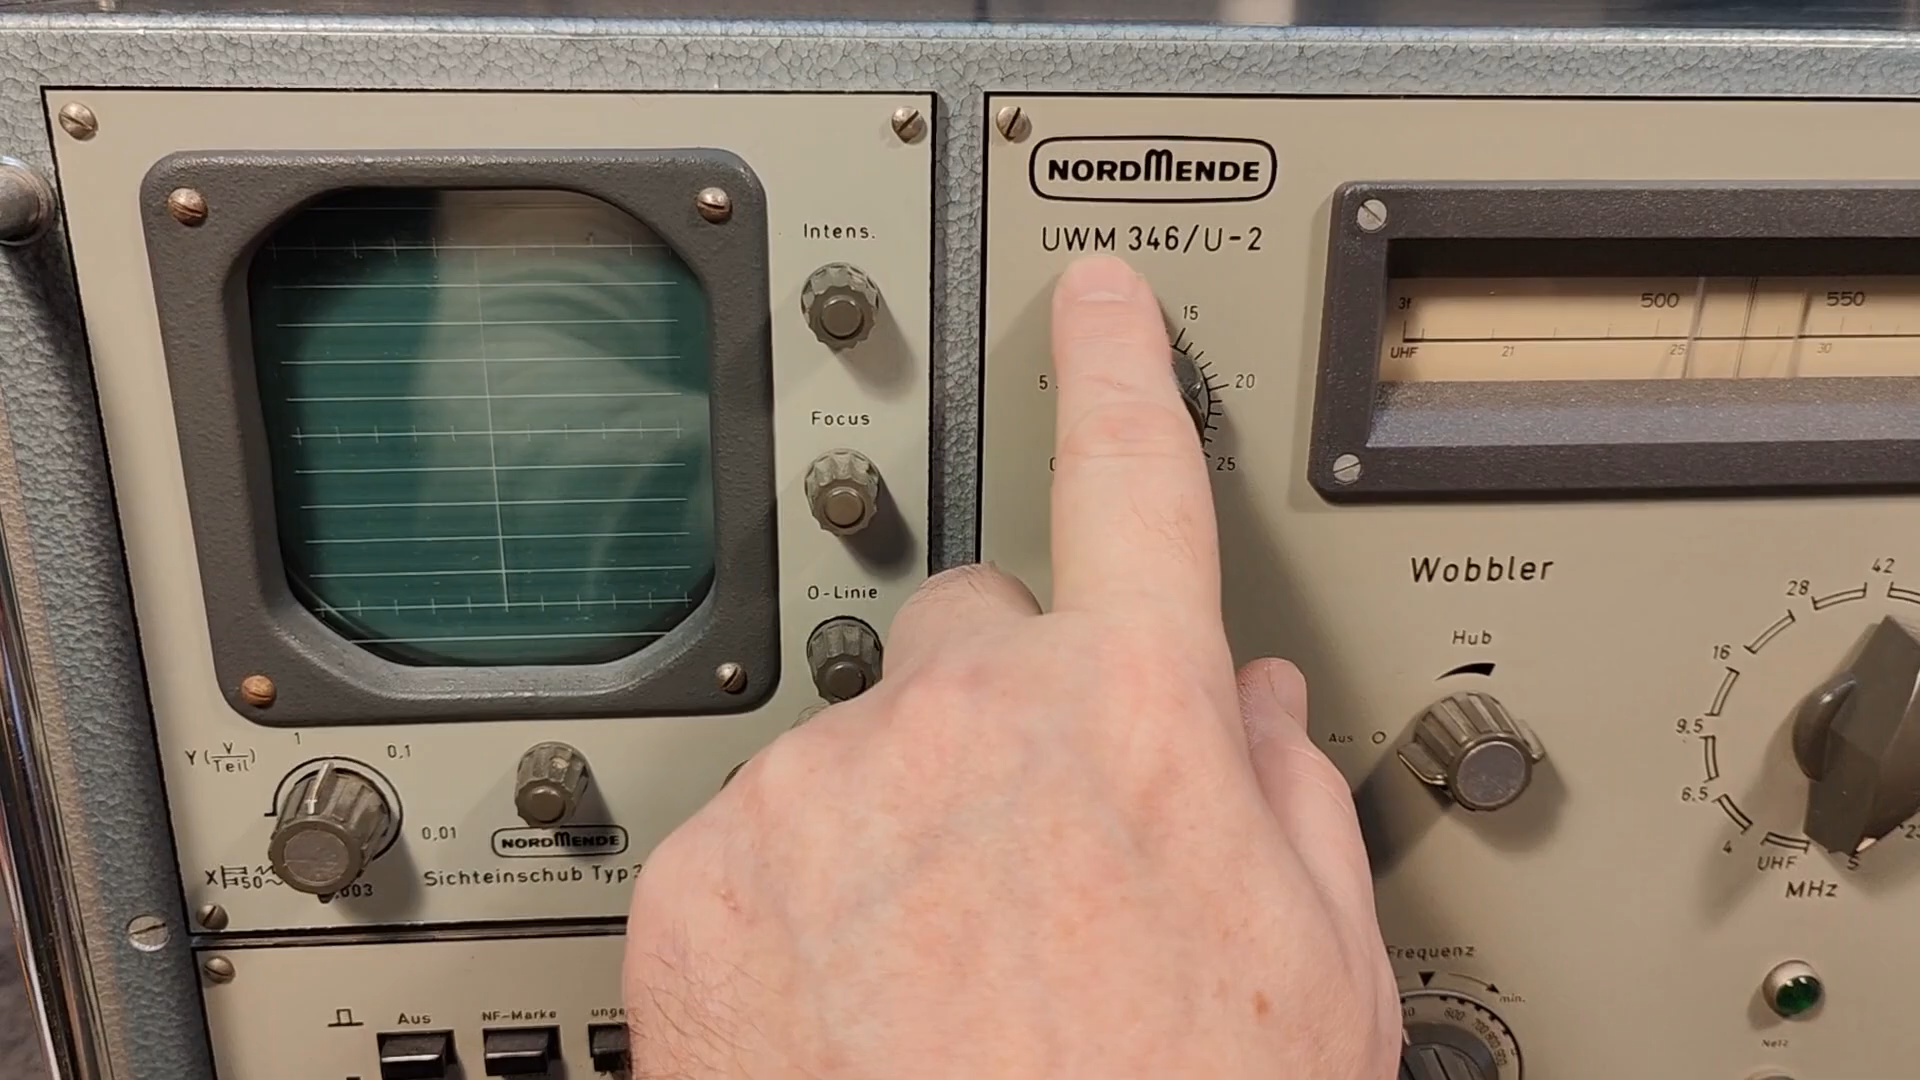 Intens.
Focus
O-Linie
Y (V/Teil)
1
0.1
0,01
X
50
NORDMENDE
Sichteinschub Typ
Aus
NF-Marke
NORDMENDE
UWM 346/U-2
5
15
20
25
3f
500
550
UHF
21
25
30
Wobbler
Hub
Aus
42
28
16
9.5
6.5
4
UHF
MHz
Frequenz
min.
Netz